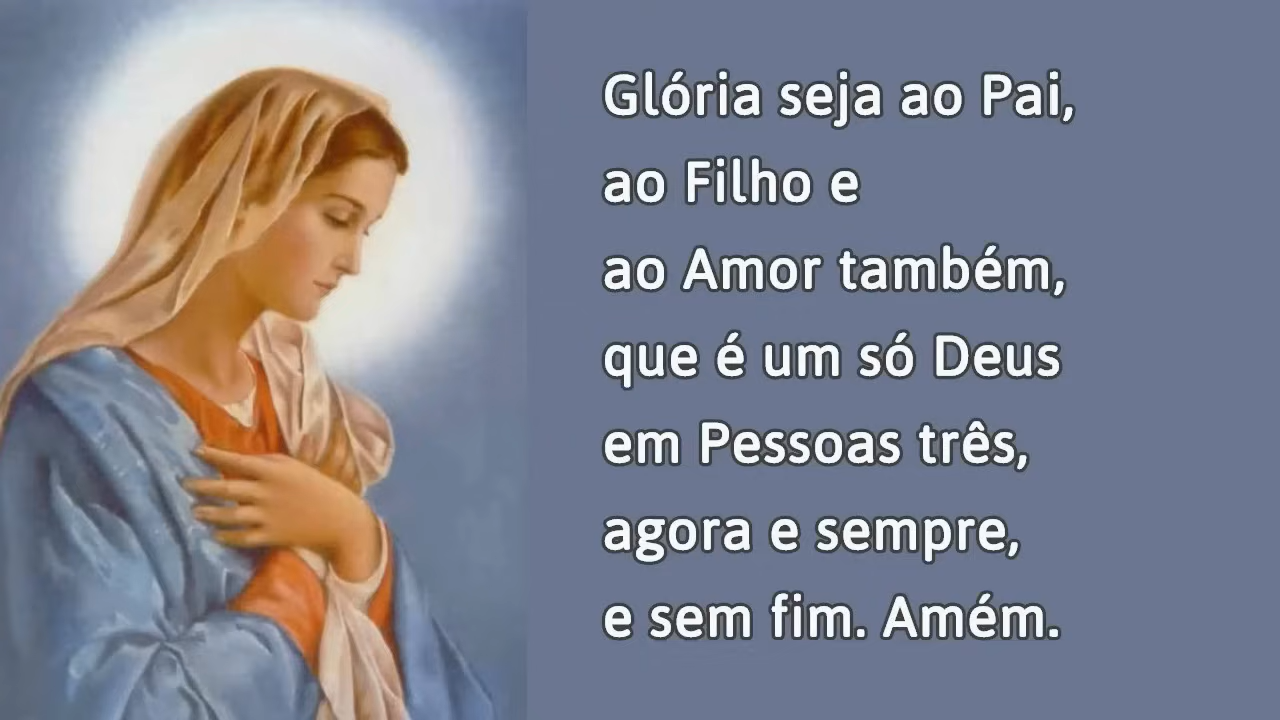 Glória seja ao Pai,
ao Filho e
ao Amor também,
que é um só Deus
em Pessoas três,
agora e sempre,
e sem fim. Amém.